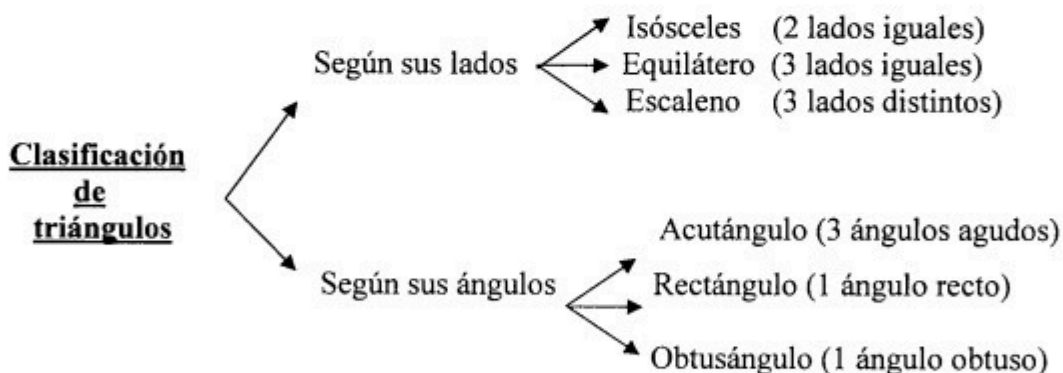 Clasificación
de
triángulos
Según sus lados
Isósceles (2 lados iguales)
Equilátero (3 lados iguales)
Escaleno (3 lados distintos)
Según sus ángulos
Acutángulo (3 ángulos agudos)
Rectángulo (1 ángulo recto)
Obtusángulo (1 ángulo obtuso)